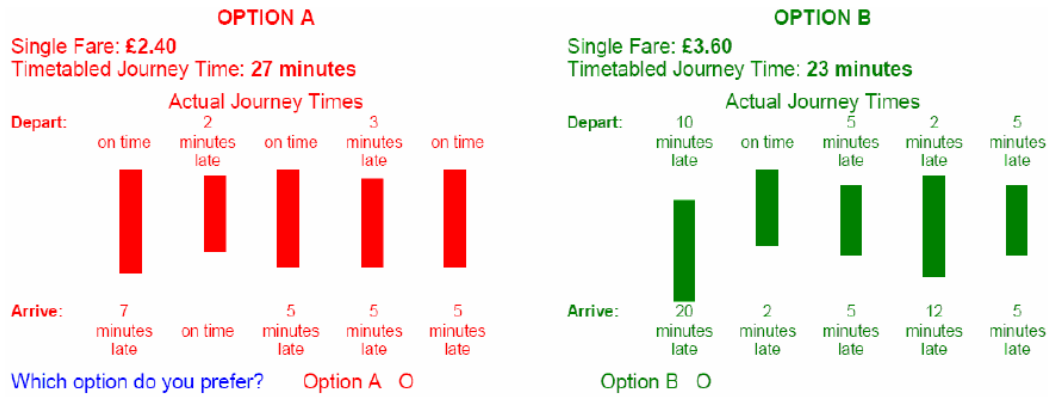 OPTION A
Single Fare: £2.40
Timetabled Journey Time: 27 minutes
Actual Journey Times
Depart:
on time
2 minutes late
on time
3 minutes late
on time
Arrive:
7 minutes late
on time
5 minutes late
5 minutes late
5 minutes late
OPTION B
Single Fare: £3.60
Timetabled Journey Time: 23 minutes
Actual Journey Times
Depart:
10 minutes late
on time
5 minutes late
2 minutes late
5 minutes late
Arrive:
20 minutes late
2 minutes late
5 minutes late
12 minutes late
5 minutes late
Which option do you prefer? Option A O Option B O